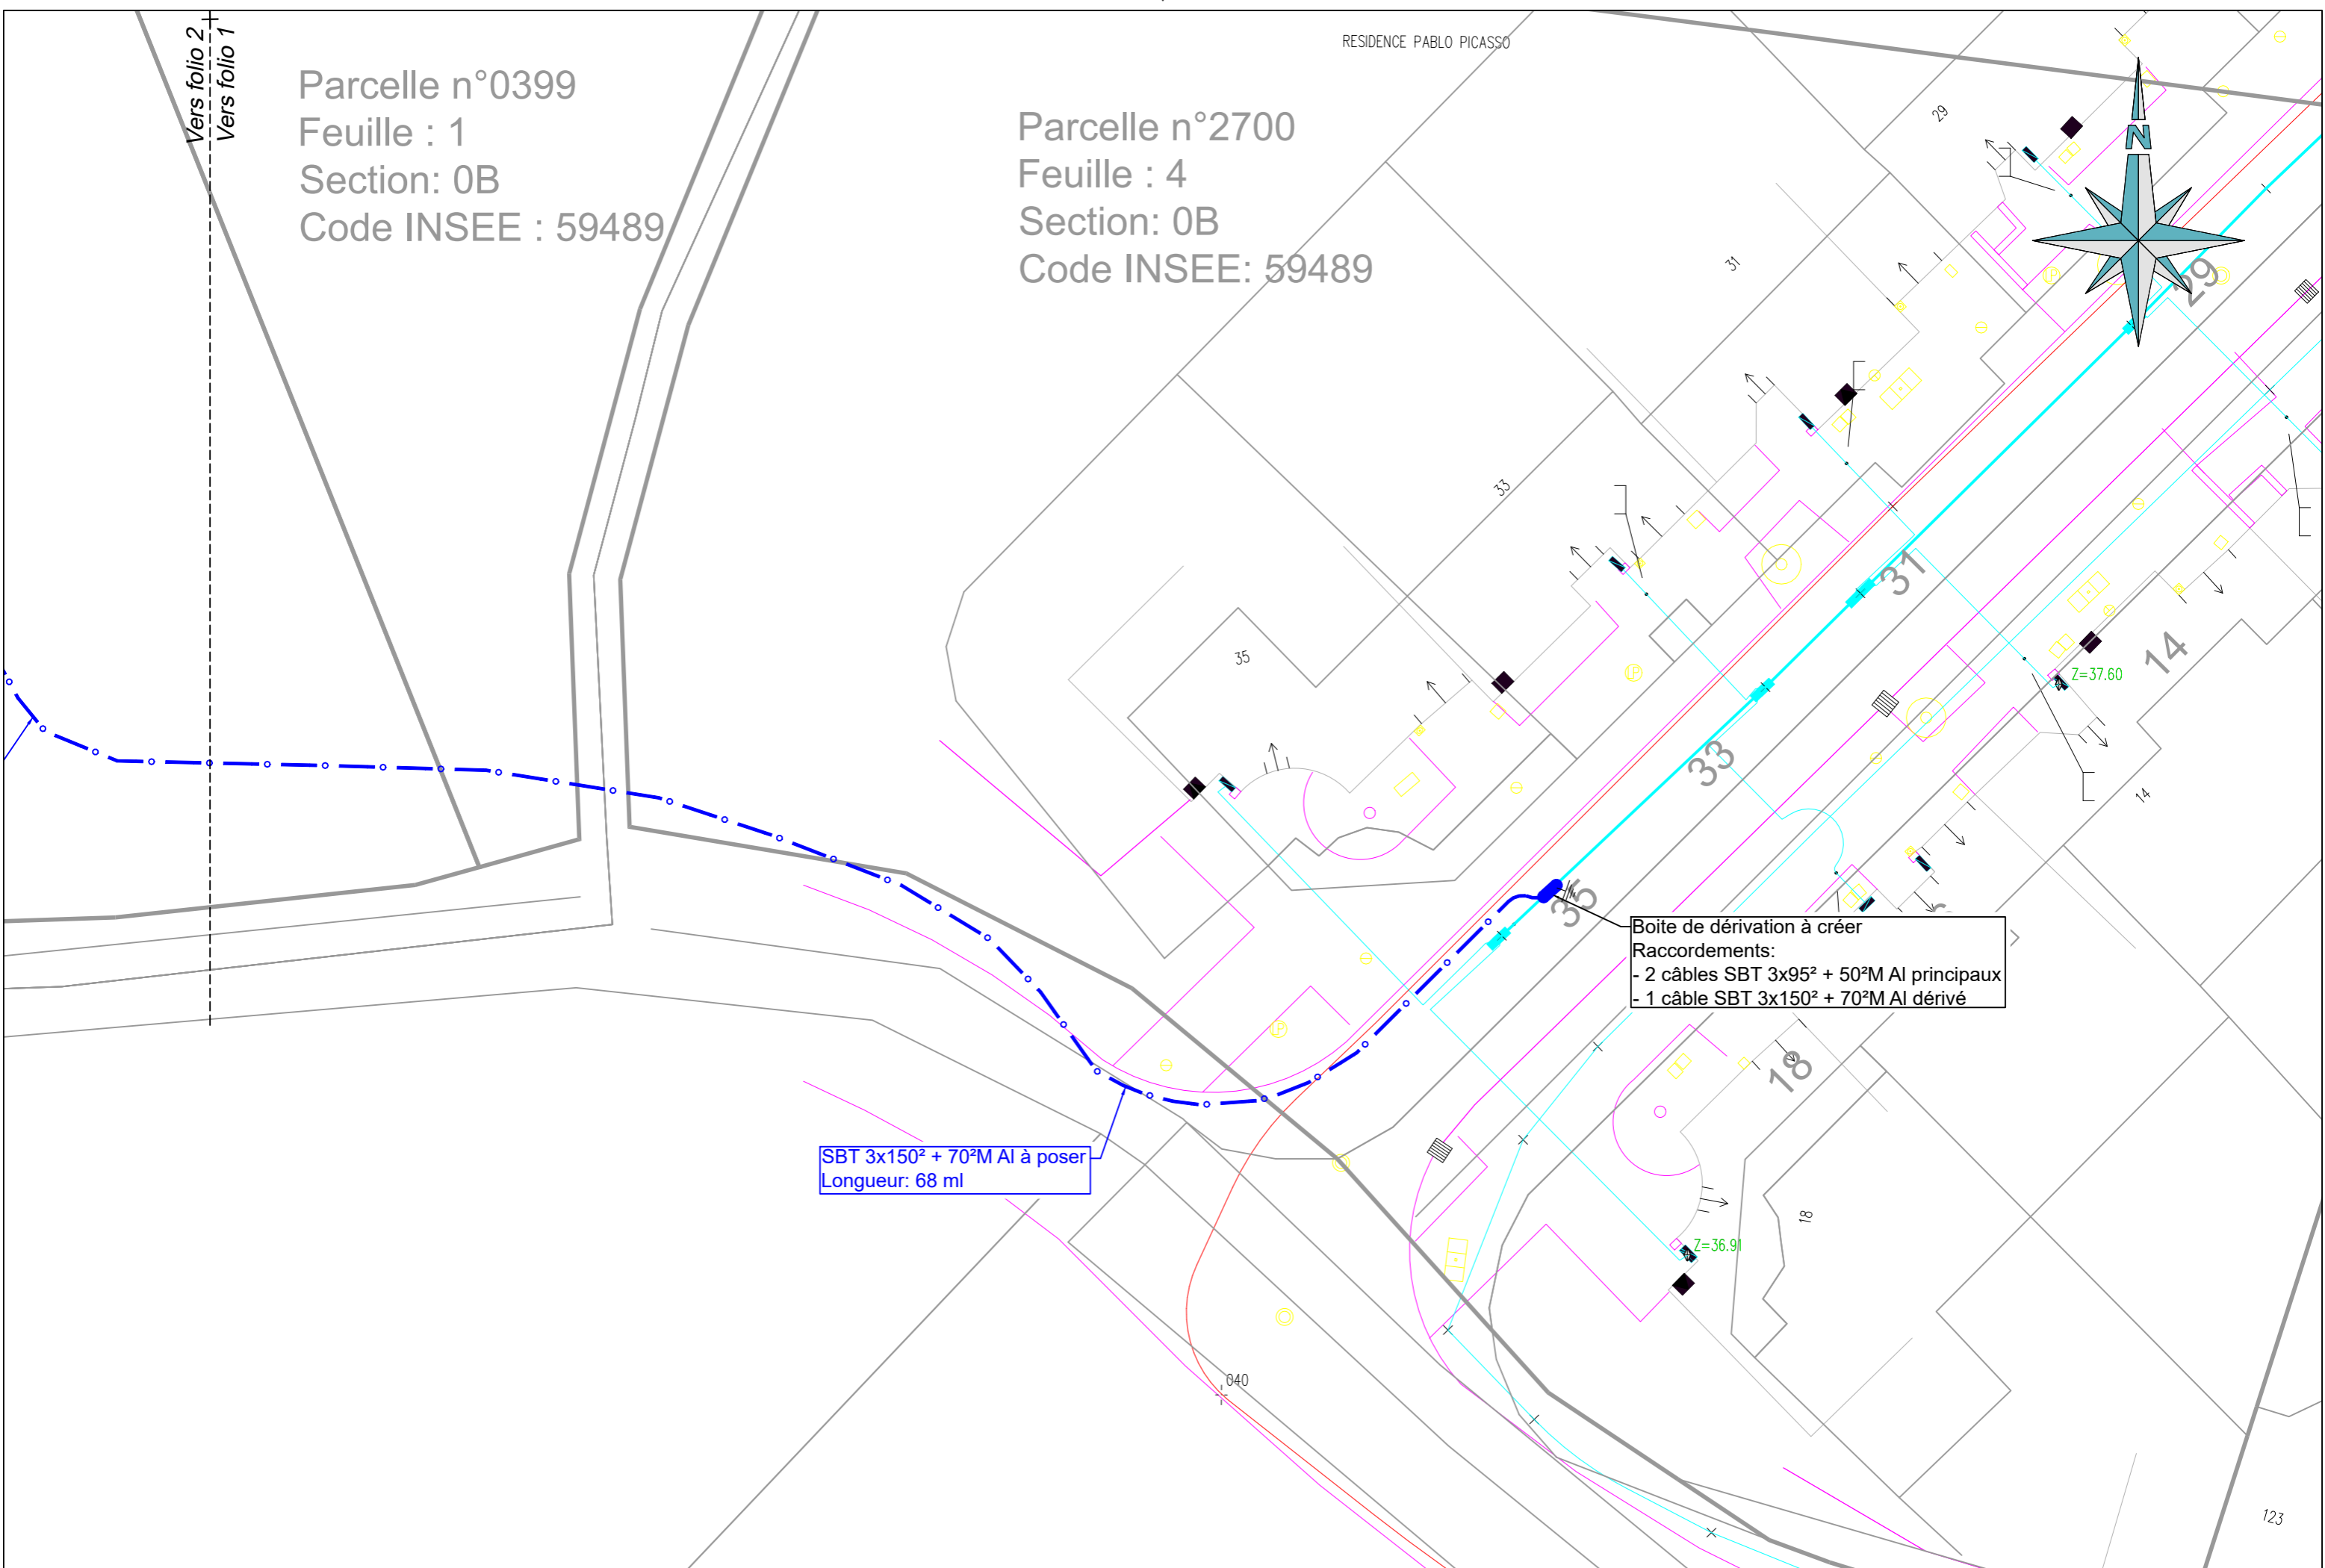 Vers folio 2
Vers folio 1
Parcelle n°0399
Feuille : 1
Section: 0B
Code INSEE : 59489
RESIDENCE PABLO PICASSO
Parcelle n°2700
Feuille : 4
Section: 0B
Code INSEE: 59489
N
29
29
31
31
33
33
35
35
14
14
Z=37.60
Boite de dérivation à créer
Raccordements:
- 2 câbles SBT 3x95² + 50²M Al principaux
- 1 câble SBT 3x150² + 70²M Al dérivé
SBT 3x150² + 70²M Al à poser
Longueur: 68 ml
18
18
Z=36.91
040
123